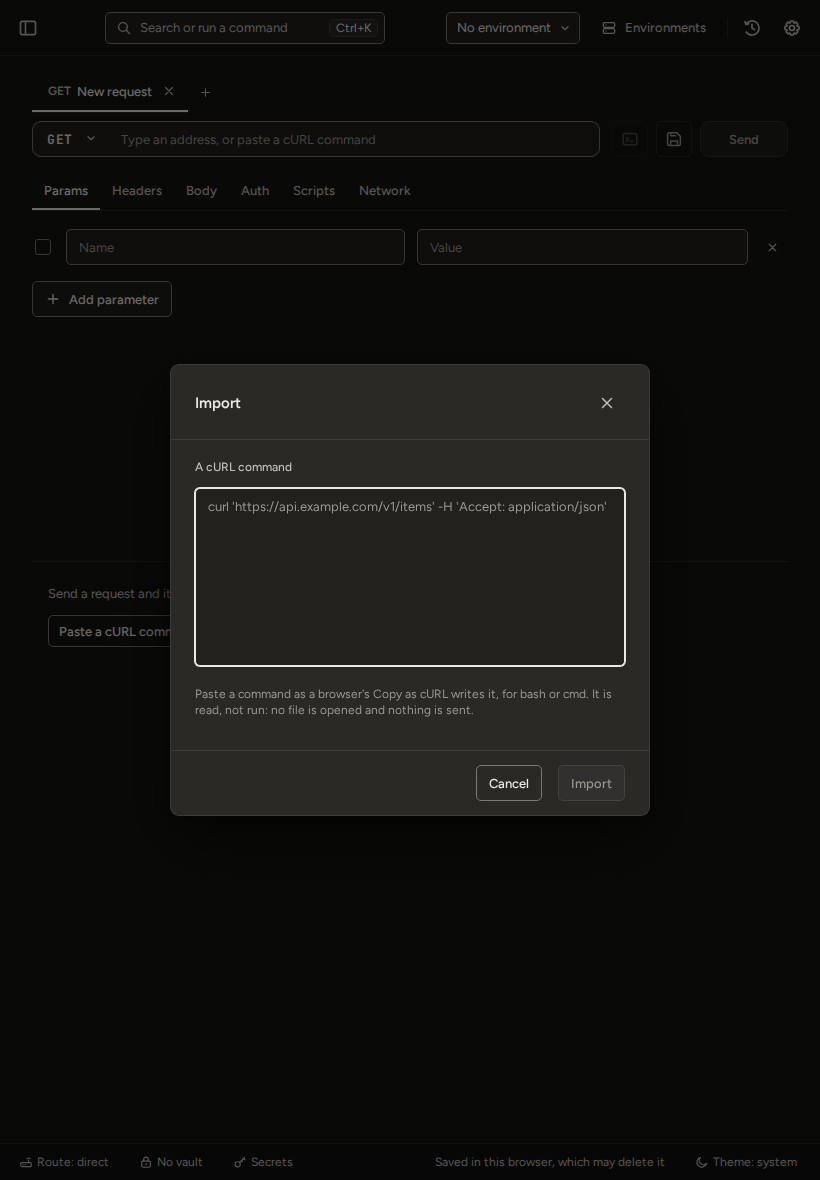 Search or run a command Ctrl+K No environment Environments
GET New request
GET Type an address, or paste a cURL command Send
Params Headers Body Auth Scripts Network
Name Value
Add parameter
Import
A cURL command
curl 'https://api.example.com/v1/items' -H 'Accept: application/json'
Send a request and it
Paste a cURL comm
Paste a command as a browser's Copy as cURL writes it, for bash or cmd. It is
read, not run: no file is opened and nothing is sent.
Cancel Import
Route: direct No vault Secrets Saved in this browser, which may delete it Theme: system